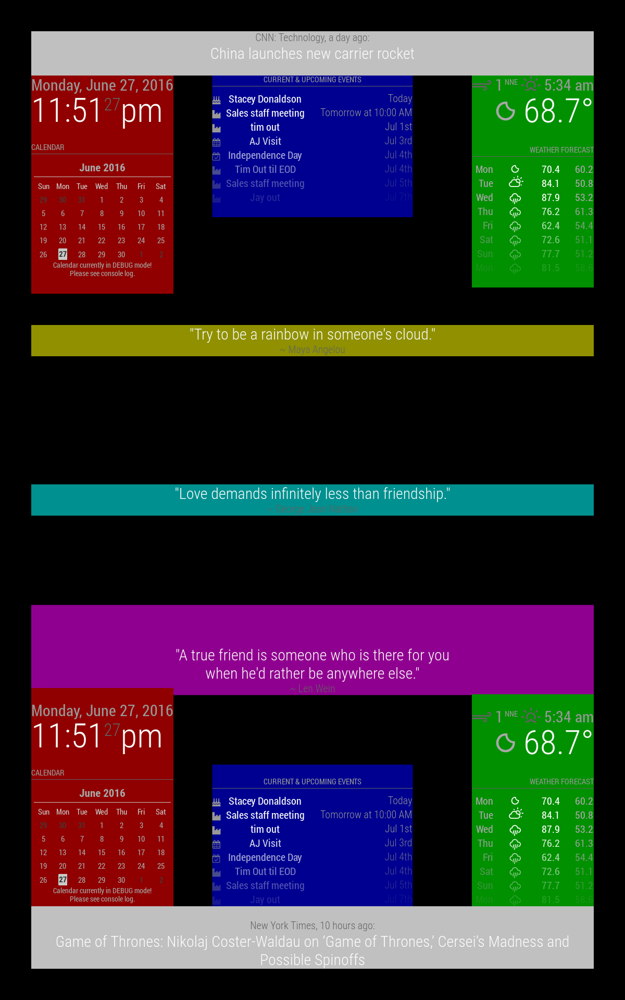 CNN: Technology, a day ago:
China launches new carrier rocket
Monday, June 27, 2016
11:51 27 pm
CALENDAR
June 2016
Sun Mon Tue Wed Thu Fri Sat
29 30 31 1 2 3 4
5 6 7 8 9 10 11
12 13 14 15 16 17 18
19 20 21 22 23 24 25
26 27 28 29 30 1 2
Calendar currently in DEBUG mode!
Please see console log.
CURRENT & UPCOMING EVENTS
Stacey Donaldson Today
Sales staff meeting Tomorrow at 10:00 AM
tim out Jul 1st
AJ Visit Jul 3rd
Independence Day Jul 4th
Tim Out til EOD Jul 4th
Sales staff meeting Jul 5th
Jay out Jul 7th
1 NNE 5:34 am
68.7°
WEATHER FORECAST
Mon 70.4 60.2
Tue 84.1 50.8
Wed 87.9 53.2
Thu 76.2 61.3
Fri 62.4 54.4
Sat 72.6 51.1
Sun 77.7 51.2
Mon 81.5 58.6
"Try to be a rainbow in someone's cloud."
~ Maya Angelou
"Love demands infinitely less than friendship."
~ George Jean Nathan
"A true friend is someone who is there for you
when he'd rather be anywhere else."
~ Len Wein
Monday, June 27, 2016
11:51 27 pm
CALENDAR
June 2016
Sun Mon Tue Wed Thu Fri Sat
29 30 31 1 2 3 4
5 6 7 8 9 10 11
12 13 14 15 16 17 18
19 20 21 22 23 24 25
26 27 28 29 30 1 2
Calendar currently in DEBUG mode!
Please see console log.
CURRENT & UPCOMING EVENTS
Stacey Donaldson Today
Sales staff meeting Tomorrow at 10:00 AM
tim out Jul 1st
AJ Visit Jul 3rd
Independence Day Jul 4th
Tim Out til EOD Jul 4th
Sales staff meeting Jul 5th
Jay out Jul 7th
1 NNE 5:34 am
68.7°
WEATHER FORECAST
Mon 70.4 60.2
Tue 84.1 50.8
Wed 87.9 53.2
Thu 76.2 61.3
Fri 62.4 54.4
Sat 72.6 51.1
Sun 77.7 51.2
Mon 81.5 58.6
New York Times, 10 hours ago:
Game of Thrones: Nikolaj Coster-Waldau on ‘Game of Thrones,’ Cersei’s Madness and
Possible Spinoffs